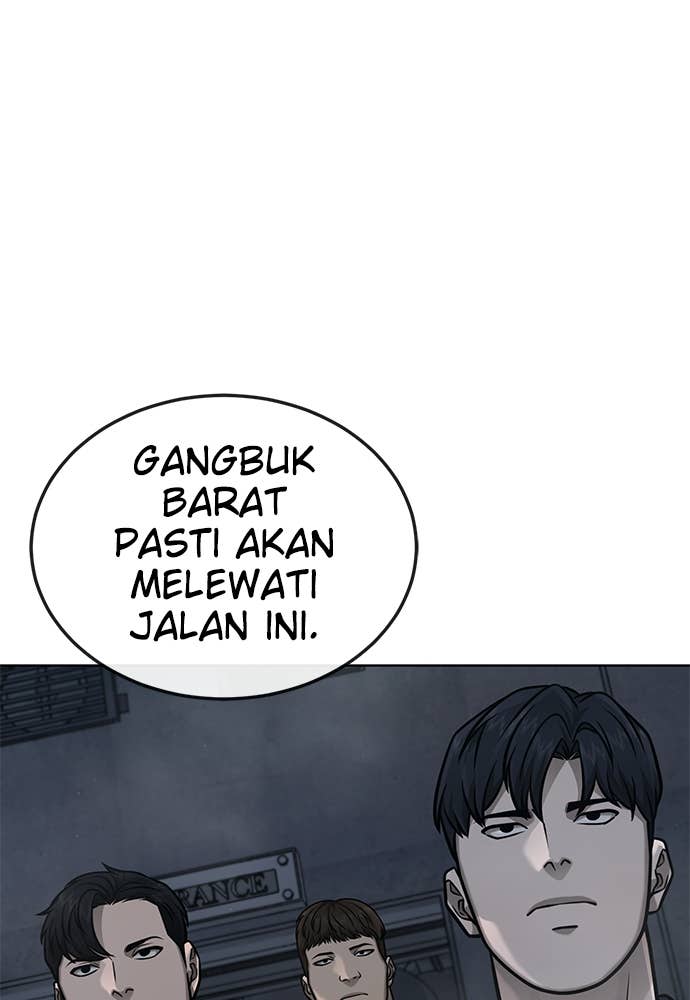 GANGBUK
BARAT
PASTI AKAN
MELEWATI
JALAN INI.
RANCE